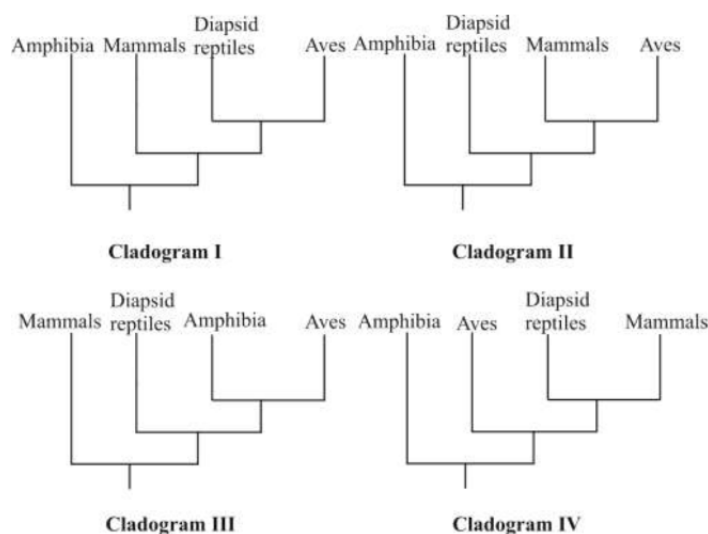 Amphibia Mammals Diapsid reptiles Aves
Cladogram I
Amphibia Diapsid reptiles Mammals Aves
Cladogram II
Mammals Diapsid reptiles Amphibia Aves
Cladogram III
Amphibia Aves Diapsid reptiles Mammals
Cladogram IV